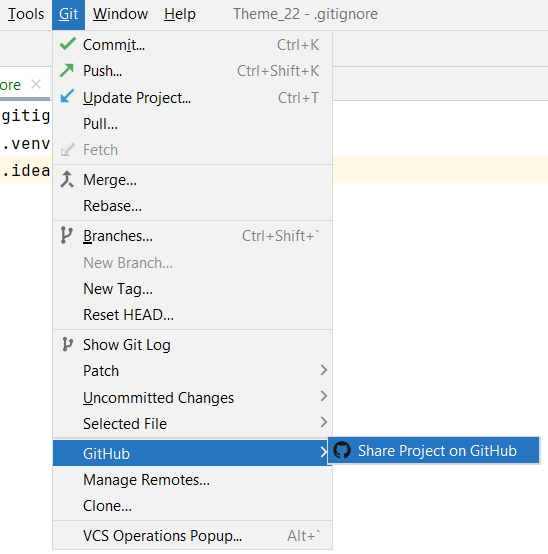 Tools Git Window Help Theme_22 - .gitignore
Commit... Ctrl+K
ore Push... Ctrl+Shift+K
Update Project... Ctrl+T
.gitig Pull...
.venv Fetch
.idea Merge...
Rebase...
Branches... Ctrl+Shift+`
New Branch...
New Tag...
Reset HEAD...
Show Git Log
Patch
Uncommitted Changes
Selected File
GitHub Share Project on GitHub
Manage Remotes...
Clone...
VCS Operations Popup... Alt+`